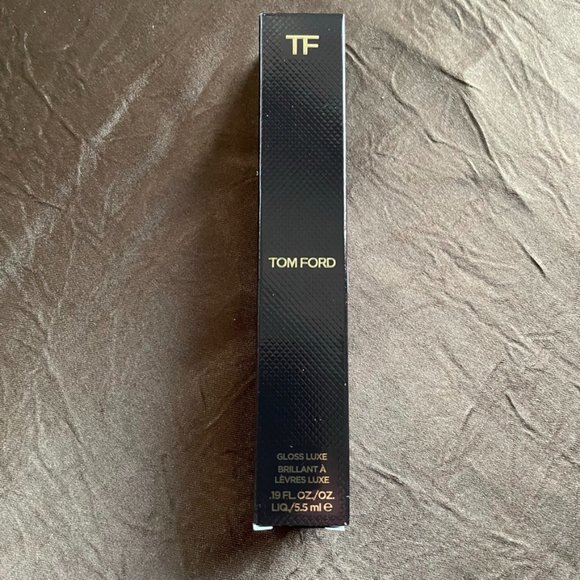 TF
TOM FORD
GLOSS LUXE
BRILLANT À
LÈVRES LUXE
.19 FL. OZ./OZ.
LIQ./5.5 ml e